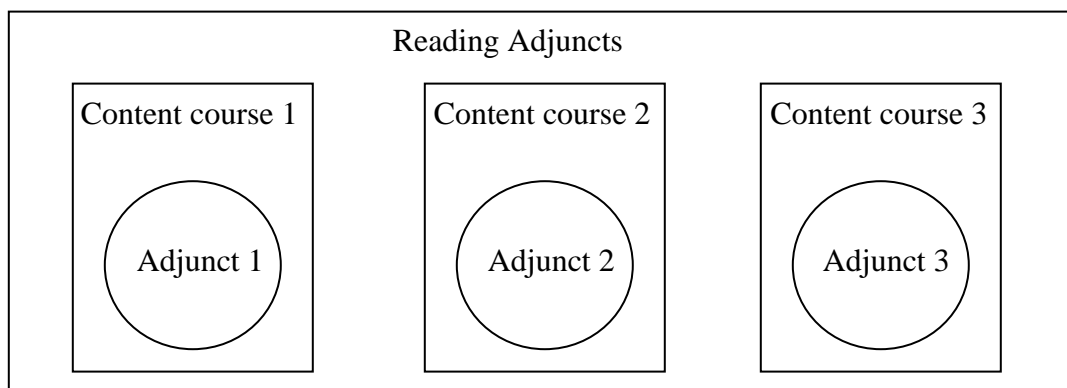 Reading Adjuncts
Content course 1
Content course 2
Content course 3
Adjunct 1
Adjunct 2
Adjunct 3